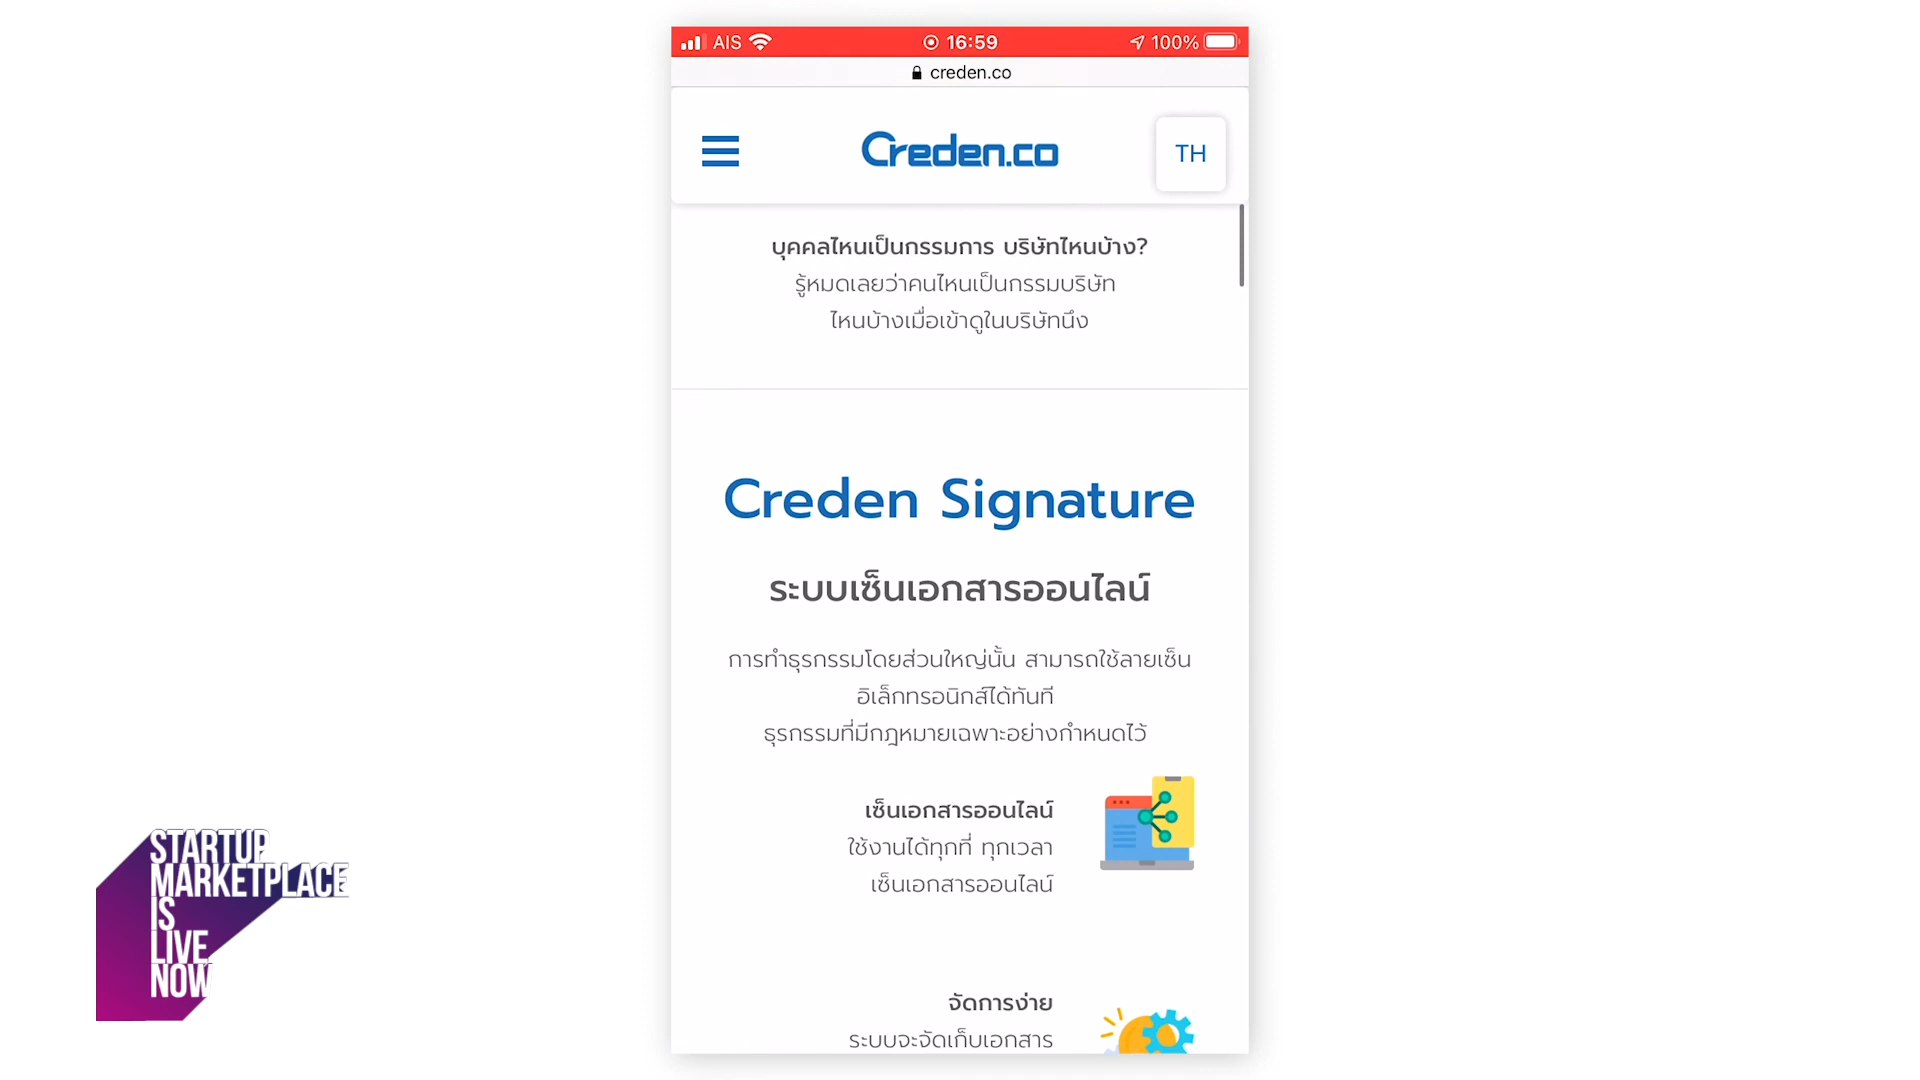 AIS 16:59 100%
creden.co
Creden.co TH
บุคคลไหนเป็นกรรมการ บริษัทไหนบ้าง?
รู้หมดเลยว่าคนไหนเป็นกรรมบริษัท
ไหนบ้างเมื่อเข้าดูในบริษัทนึง
Creden Signature
ระบบเซ็นเอกสารออนไลน์
การทำธุรกรรมโดยส่วนใหญ่นั้น สามารถใช้ลายเซ็น
อิเล็กทรอนิกส์ได้ทันที
ธุรกรรมที่มีกฎหมายเฉพาะอย่างกำหนดไว้
เซ็นเอกสารออนไลน์
ใช้งานได้ทุกที่ ทุกเวลา
เซ็นเอกสารออนไลน์
จัดการง่าย
ระบบจะจัดเก็บเอกสาร
STARTUP
MARKETPLACE
IS
LIVE
NOW